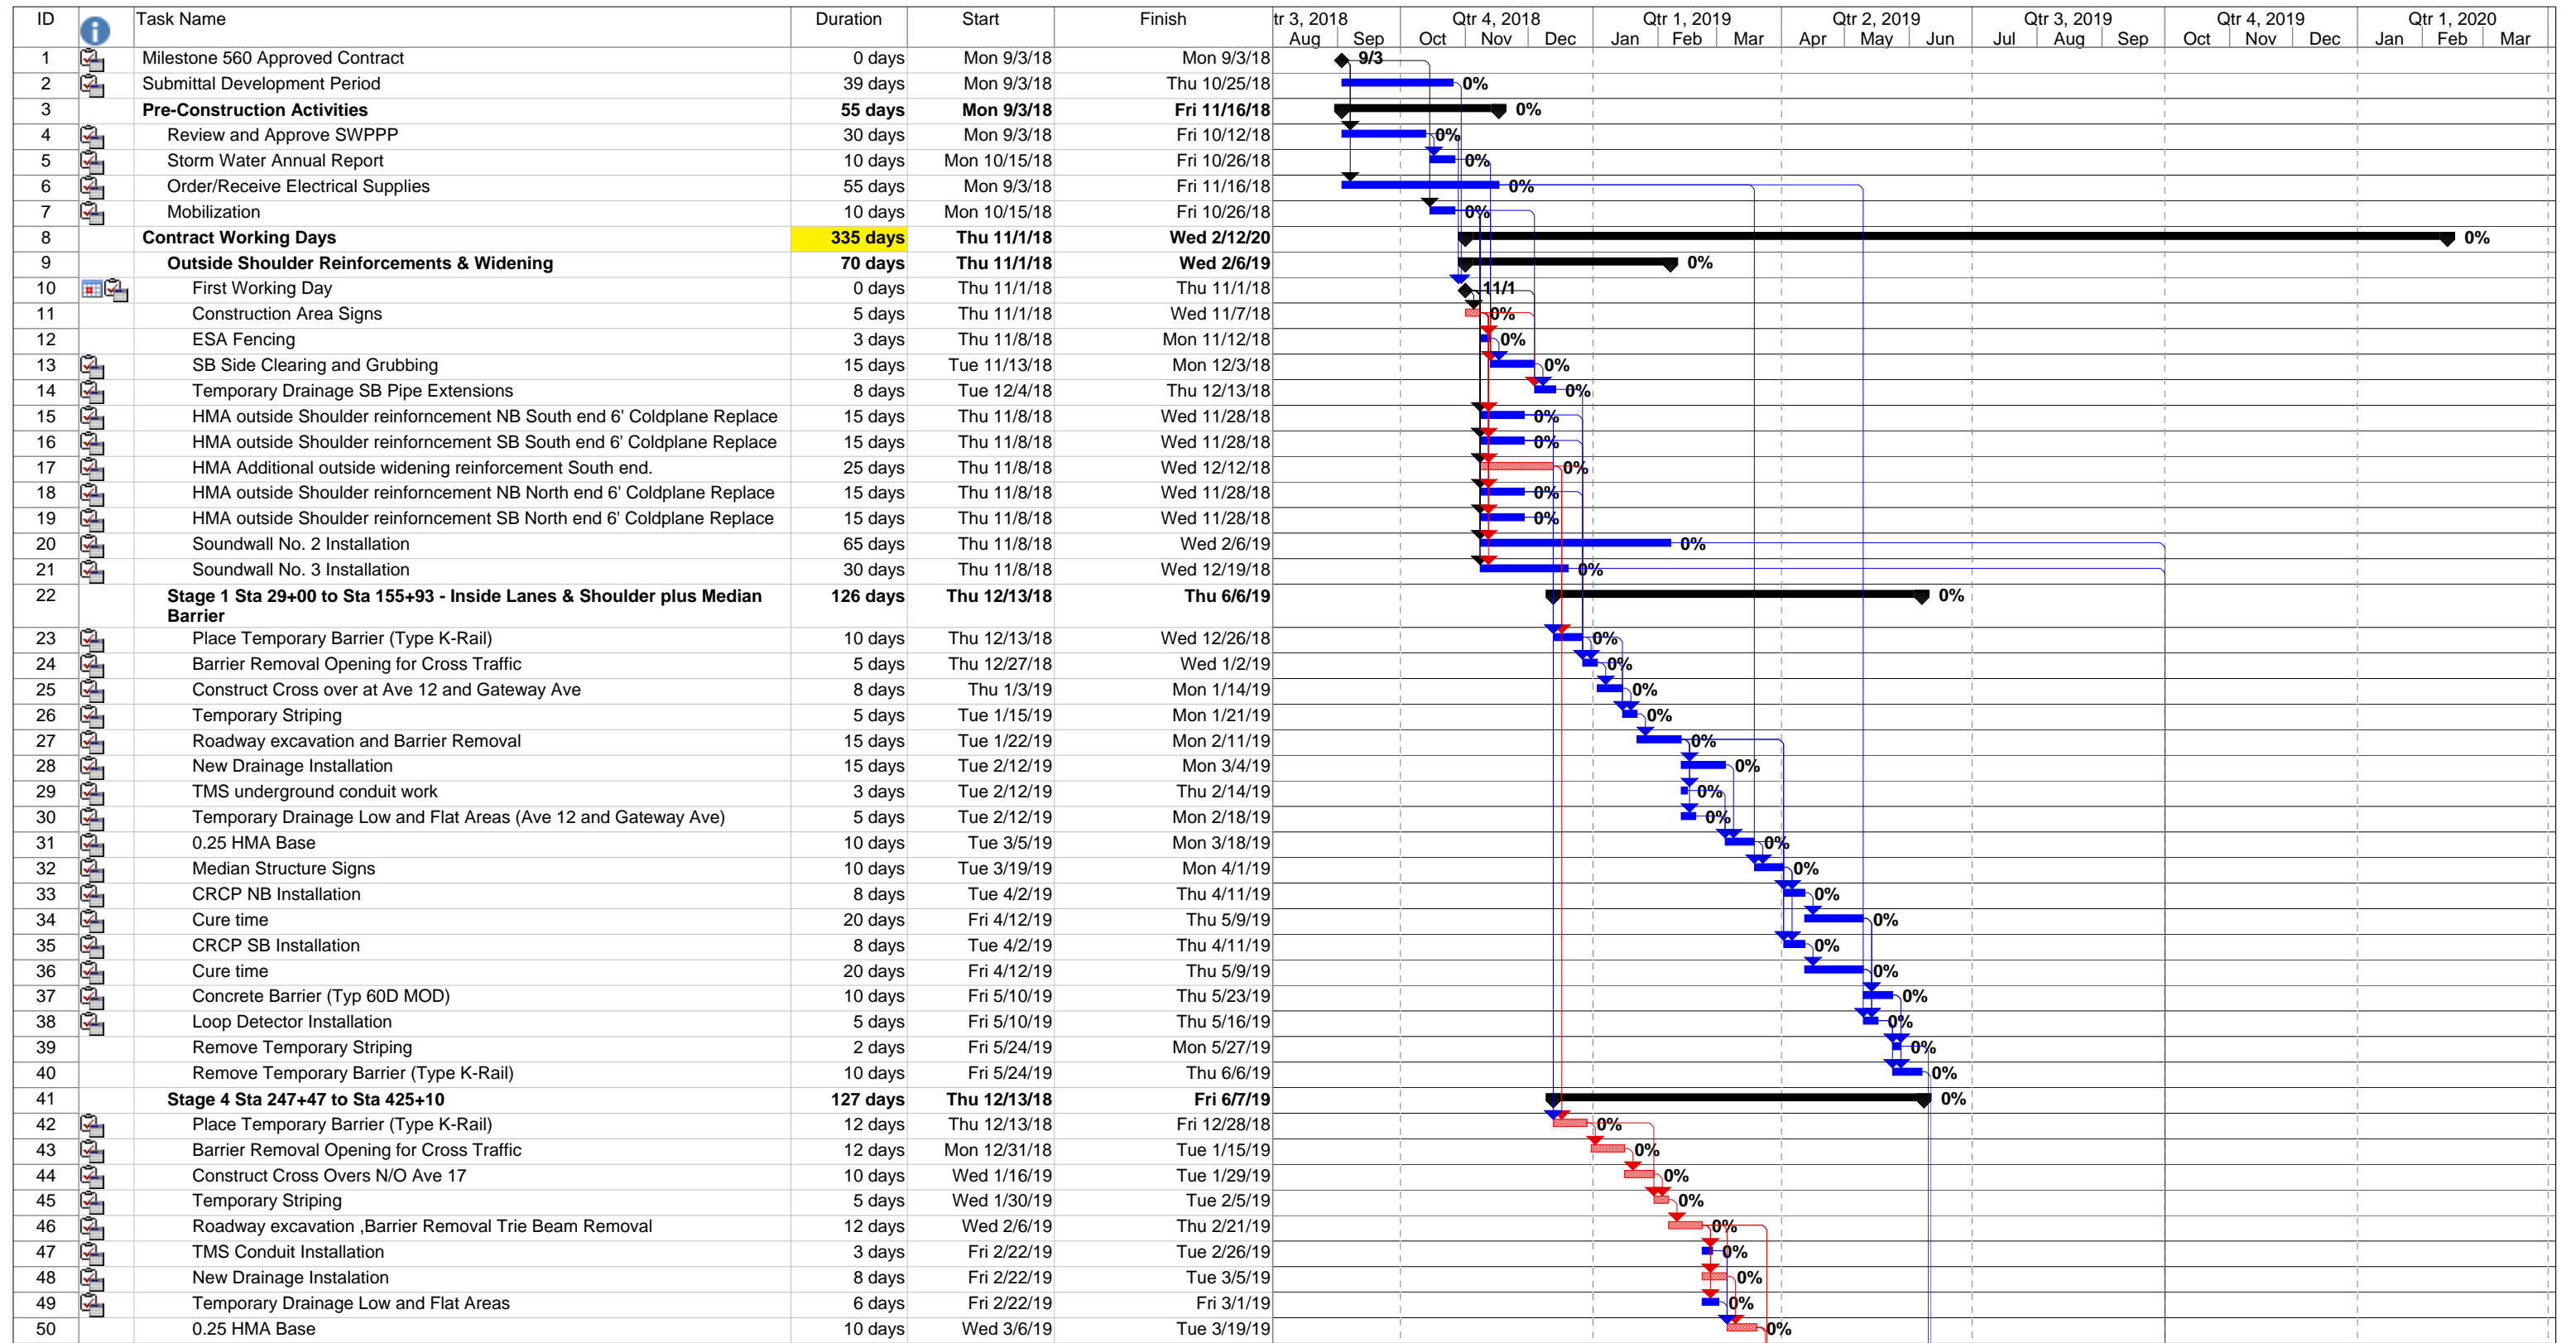 ID Task Name Duration Start Finish tr 3, 2018 Qtr 4, 2018 Qtr 1, 2019 Qtr 2, 2019 Qtr 3, 2019 Qtr 4, 2019 Qtr 1, 2020
Aug Sep Oct Nov Dec Jan Feb Mar Apr May Jun Jul Aug Sep Oct Nov Dec Jan Feb Mar
1 Milestone 560 Approved Contract 0 days Mon 9/3/18 Mon 9/3/18 9/3
2 Submittal Development Period 39 days Mon 9/3/18 Thu 10/25/18 0%
3 Pre-Construction Activities 55 days Mon 9/3/18 Fri 11/16/18 0%
4 Review and Approve SWPPP 30 days Mon 9/3/18 Fri 10/12/18 0%
5 Storm Water Annual Report 10 days Mon 10/15/18 Fri 10/26/18 0%
6 Order/Receive Electrical Supplies 55 days Mon 9/3/18 Fri 11/16/18 0%
7 Mobilization 10 days Mon 10/15/18 Fri 10/26/18 0%
8 Contract Working Days 335 days Thu 11/1/18 Wed 2/12/20 0%
9 Outside Shoulder Reinforcements & Widening 70 days Thu 11/1/18 Wed 2/6/19 0%
10 First Working Day 0 days Thu 11/1/18 Thu 11/1/18 11/1
11 Construction Area Signs 5 days Thu 11/1/18 Wed 11/7/18 0%
12 ESA Fencing 3 days Thu 11/8/18 Mon 11/12/18 0%
13 SB Side Clearing and Grubbing 15 days Tue 11/13/18 Mon 12/3/18 0%
14 Temporary Drainage SB Pipe Extensions 8 days Tue 12/4/18 Thu 12/13/18 0%
15 HMA outside Shoulder reinforncement NB South end 6' Coldplane Replace 15 days Thu 11/8/18 Wed 11/28/18 0%
16 HMA outside Shoulder reinforncement SB South end 6' Coldplane Replace 15 days Thu 11/8/18 Wed 11/28/18 0%
17 HMA Additional outside widening reinforcement South end. 25 days Thu 11/8/18 Wed 12/12/18 0%
18 HMA outside Shoulder reinforncement NB North end 6' Coldplane Replace 15 days Thu 11/8/18 Wed 11/28/18 0%
19 HMA outside Shoulder reinforncement SB North end 6' Coldplane Replace 15 days Thu 11/8/18 Wed 11/28/18 0%
20 Soundwall No. 2 Installation 65 days Thu 11/8/18 Wed 2/6/19 0%
21 Soundwall No. 3 Installation 30 days Thu 11/8/18 Wed 12/19/18 0%
22 Stage 1 Sta 29+00 to Sta 155+93 - Inside Lanes & Shoulder plus Median 126 days Thu 12/13/18 Thu 6/6/19 0%
Barrier
23 Place Temporary Barrier (Type K-Rail) 10 days Thu 12/13/18 Wed 12/26/18 0%
24 Barrier Removal Opening for Cross Traffic 5 days Thu 12/27/18 Wed 1/2/19 0%
25 Construct Cross over at Ave 12 and Gateway Ave 8 days Thu 1/3/19 Mon 1/14/19 0%
26 Temporary Striping 5 days Tue 1/15/19 Mon 1/21/19 0%
27 Roadway excavation and Barrier Removal 15 days Tue 1/22/19 Mon 2/11/19 0%
28 New Drainage Installation 15 days Tue 2/12/19 Mon 3/4/19 0%
29 TMS underground conduit work 3 days Tue 2/12/19 Thu 2/14/19 0%
30 Temporary Drainage Low and Flat Areas (Ave 12 and Gateway Ave) 5 days Tue 2/12/19 Mon 2/18/19 0%
31 0.25 HMA Base 10 days Tue 3/5/19 Mon 3/18/19 0%
32 Median Structure Signs 10 days Tue 3/19/19 Mon 4/1/19 0%
33 CRCP NB Installation 8 days Tue 4/2/19 Thu 4/11/19 0%
34 Cure time 20 days Fri 4/12/19 Thu 5/9/19 0%
35 CRCP SB Installation 8 days Tue 4/2/19 Thu 4/11/19 0%
36 Cure time 20 days Fri 4/12/19 Thu 5/9/19 0%
37 Concrete Barrier (Typ 60D MOD) 10 days Fri 5/10/19 Thu 5/23/19 0%
38 Loop Detector Installation 5 days Fri 5/10/19 Thu 5/16/19 0%
39 Remove Temporary Striping 2 days Fri 5/24/19 Mon 5/27/19 0%
40 Remove Temporary Barrier (Type K-Rail) 10 days Fri 5/24/19 Thu 6/6/19 0%
41 Stage 4 Sta 247+47 to Sta 425+10 127 days Thu 12/13/18 Fri 6/7/19 0%
42 Place Temporary Barrier (Type K-Rail) 12 days Thu 12/13/18 Fri 12/28/18 0%
43 Barrier Removal Opening for Cross Traffic 12 days Mon 12/31/18 Tue 1/15/19 0%
44 Construct Cross Overs N/O Ave 17 10 days Wed 1/16/19 Tue 1/29/19 0%
45 Temporary Striping 5 days Wed 1/30/19 Tue 2/5/19 0%
46 Roadway excavation ,Barrier Removal Trie Beam Removal 12 days Wed 2/6/19 Thu 2/21/19 0%
47 TMS Conduit Installation 3 days Fri 2/22/19 Tue 2/26/19 0%
48 New Drainage Instalation 8 days Fri 2/22/19 Tue 3/5/19 0%
49 Temporary Drainage Low and Flat Areas 6 days Fri 2/22/19 Fri 3/1/19 0%
50 0.25 HMA Base 10 days Wed 3/6/19 Tue 3/19/19 0%